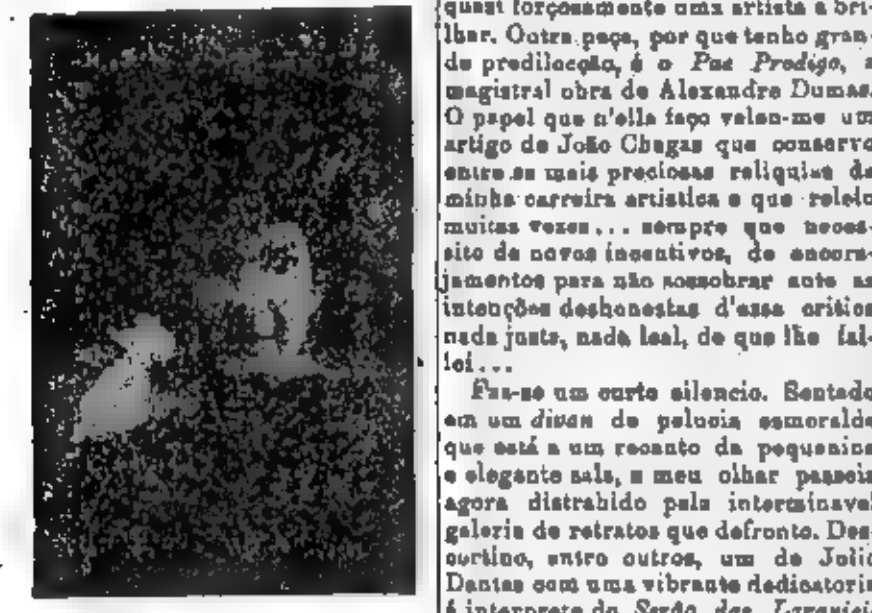 quasi forçosamente uma artista a bri-
lhar. Outra peça, por que tenho gran-
de predilecção, é o Pae Prodigo, a
magistral obra de Alexandre Dumas.
O papel que n'ella faço valeu-me um
artigo de João Chagas que conservo
entre as mais preciosas reliquias da
minha carreira artistica e que releio
muitas vezes... sempre que neces-
sito de novos incentivos, de encora-
jamentos para não sossobrar ante as
intenções deshonestas d'essa critica
nada justa, nada leal, de que lhe fal-
lei...
Faz-se um curto silencio. Sentado
em um divan de pelucia esmeralda
que está a um recanto da pequenina
e elegante sala, o meu olhar passeia
agora distrahido pela interminavel
galeria de retratos que defronto. Des-
cortino, entre outros, um de Julio
Dantas com uma vibrante dedicatoria
á interprete do Serão das